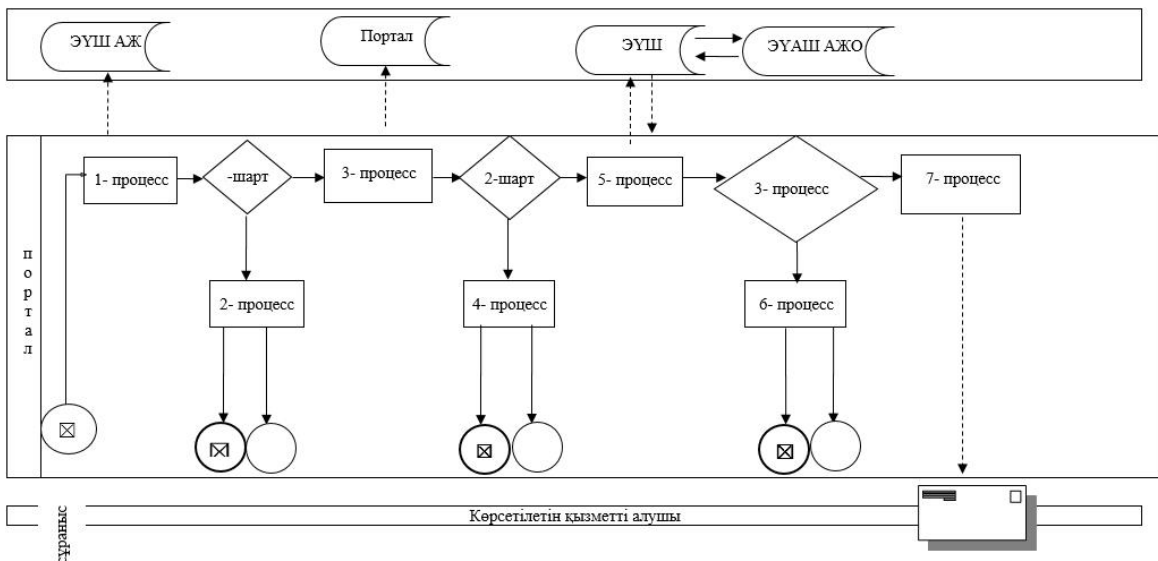 ЭҮШ АЖ
Портал
ЭҮШ
ЭҮАШ АЖО
1- процесс
-шарт
3- процесс
2-шарт
5- процесс
3- процесс
7- процесс
портал
2- процесс
4- процесс
6- процесс
Көрсетілетін қызметті алушы
сұраныс